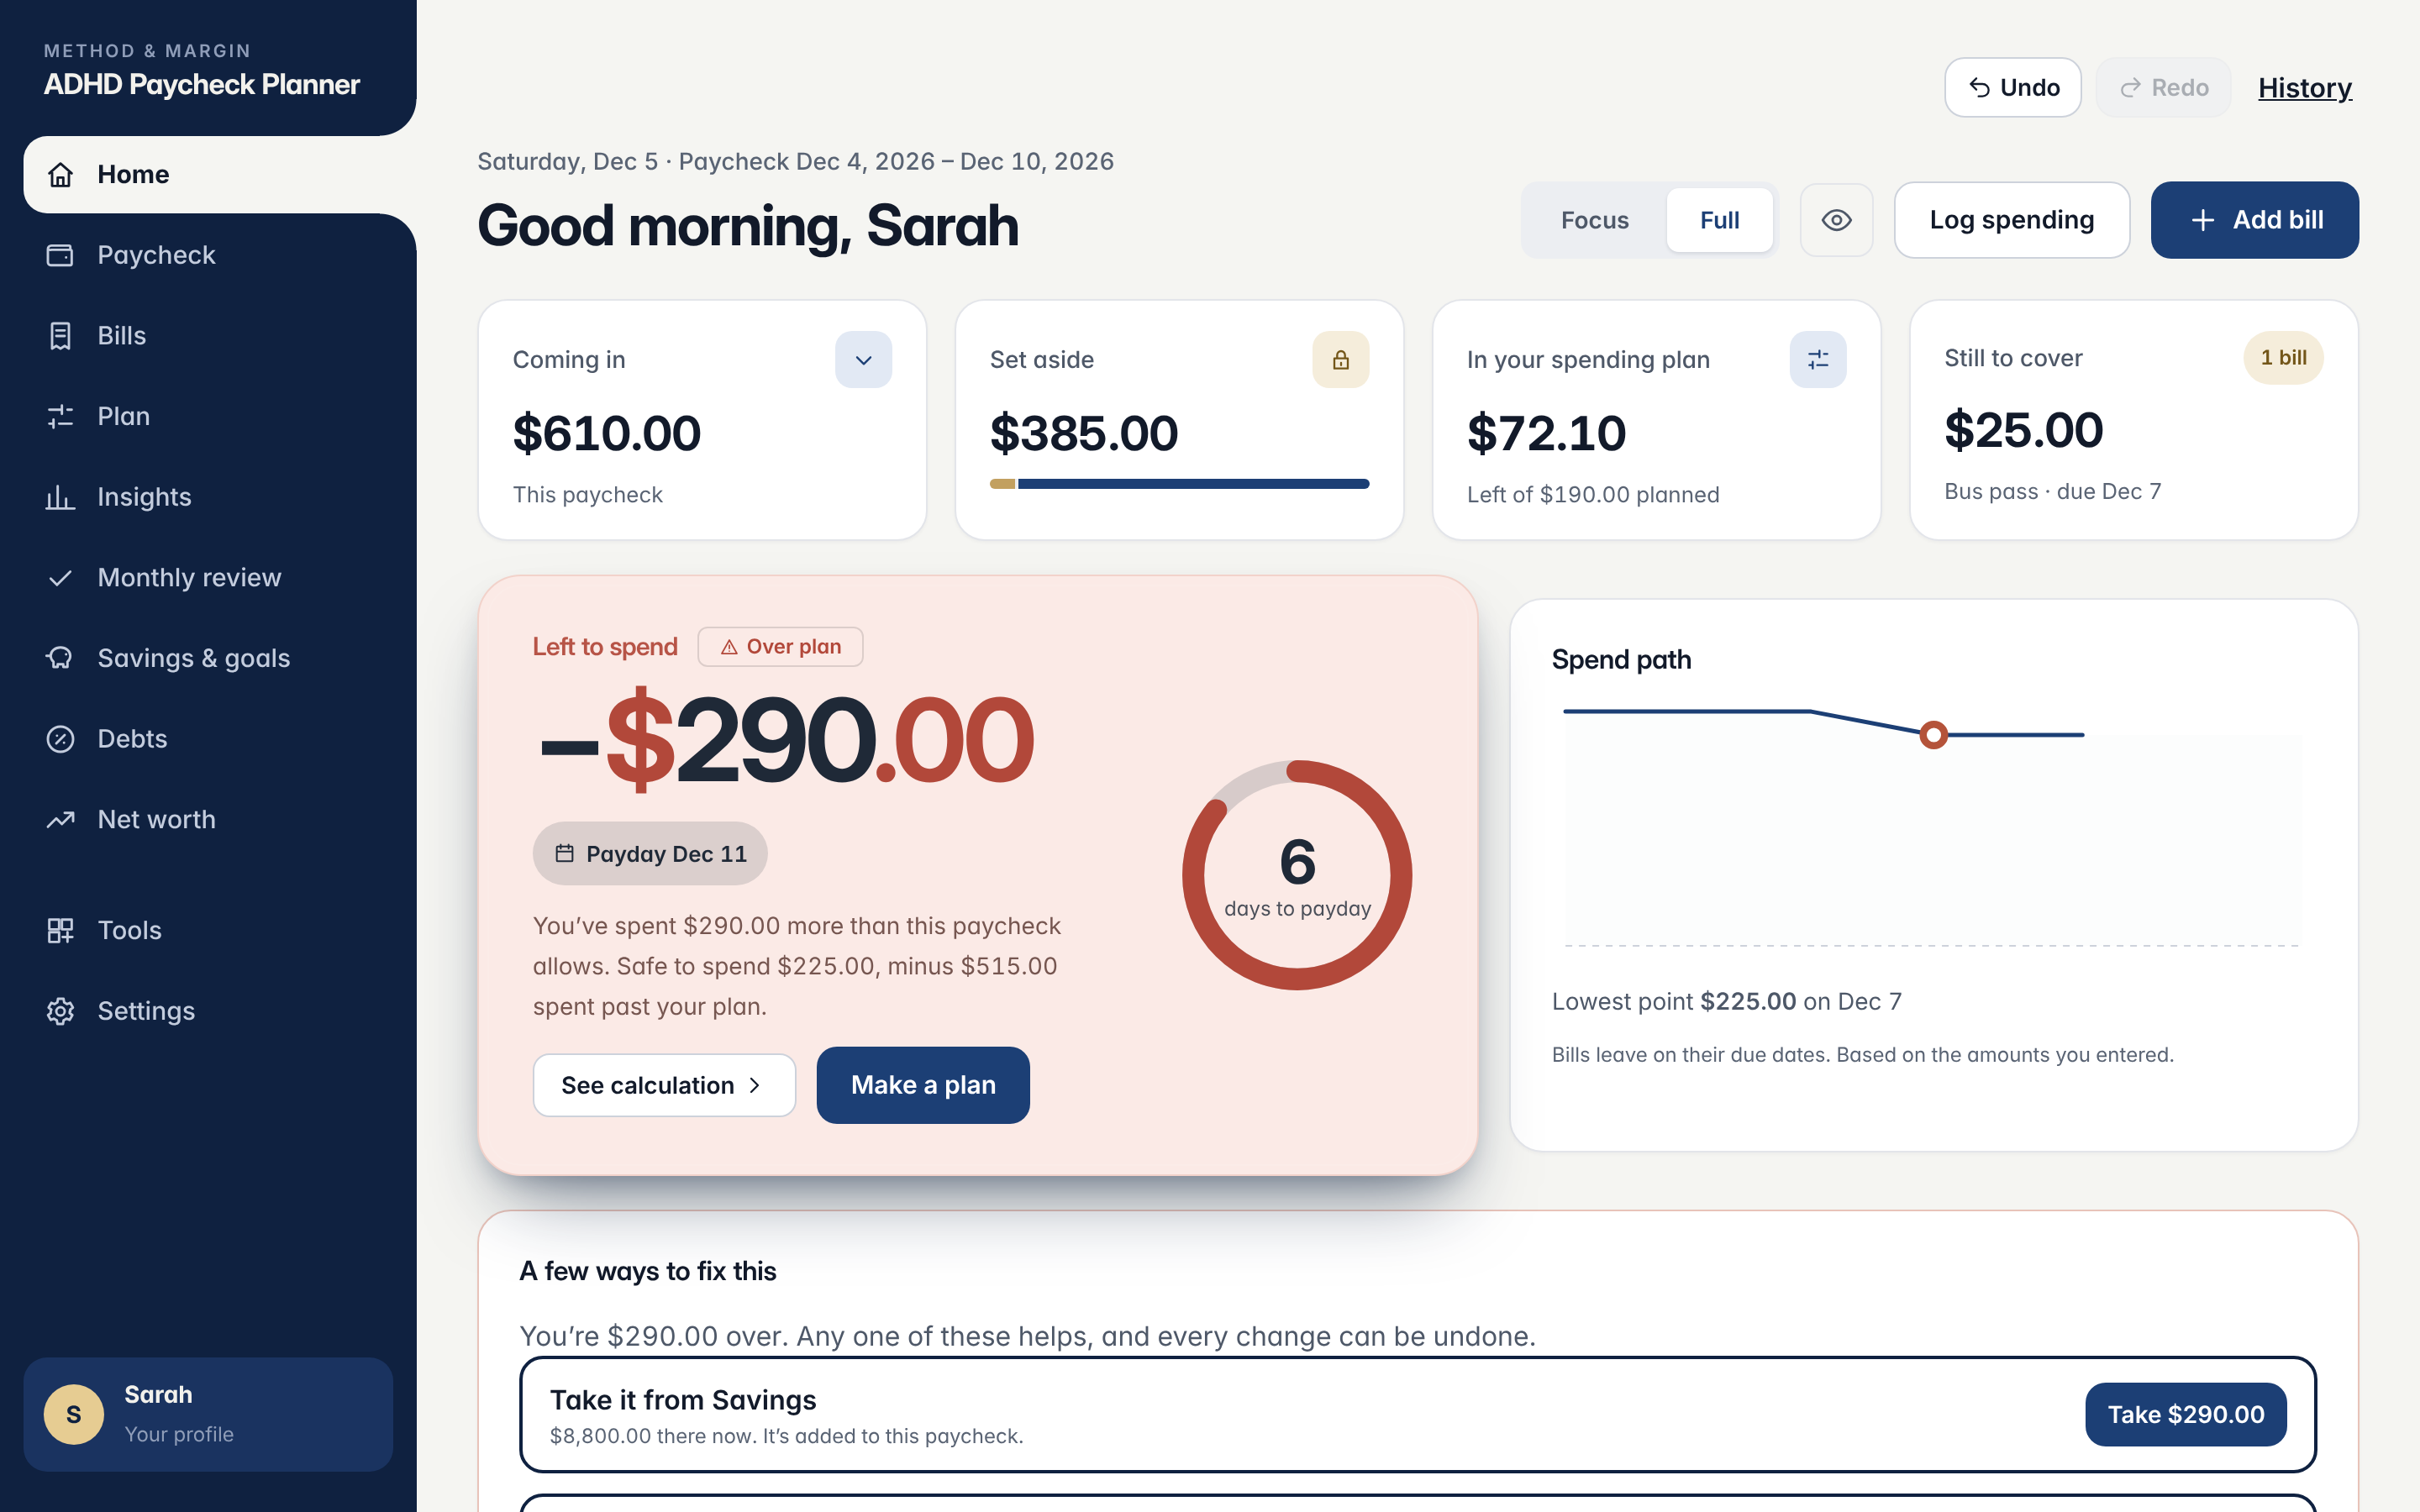 METHOD & MARGIN
ADHD Paycheck Planner
Home
Paycheck
Bills
Plan
Insights
Monthly review
Savings & goals
Debts
Net worth
Tools
Settings
S
Sarah
Your profile
Undo
Redo
History
Saturday, Dec 5 · Paycheck Dec 4, 2026 – Dec 10, 2026
Good morning, Sarah
Focus
Full
Log spending
Add bill
Coming in
$610.00
This paycheck
Set aside
$385.00
In your spending plan
$72.10
Left of $190.00 planned
Still to cover
1 bill
$25.00
Bus pass · due Dec 7
Left to spend
Over plan
–$290.00
Payday Dec 11
You’ve spent $290.00 more than this paycheck
allows. Safe to spend $225.00, minus $515.00
spent past your plan.
See calculation
Make a plan
6
days to payday
Spend path
Lowest point $225.00 on Dec 7
Bills leave on their due dates. Based on the amounts you entered.
A few ways to fix this
You’re $290.00 over. Any one of these helps, and every change can be undone.
Take it from Savings
$8,800.00 there now. It’s added to this paycheck.
Take $290.00